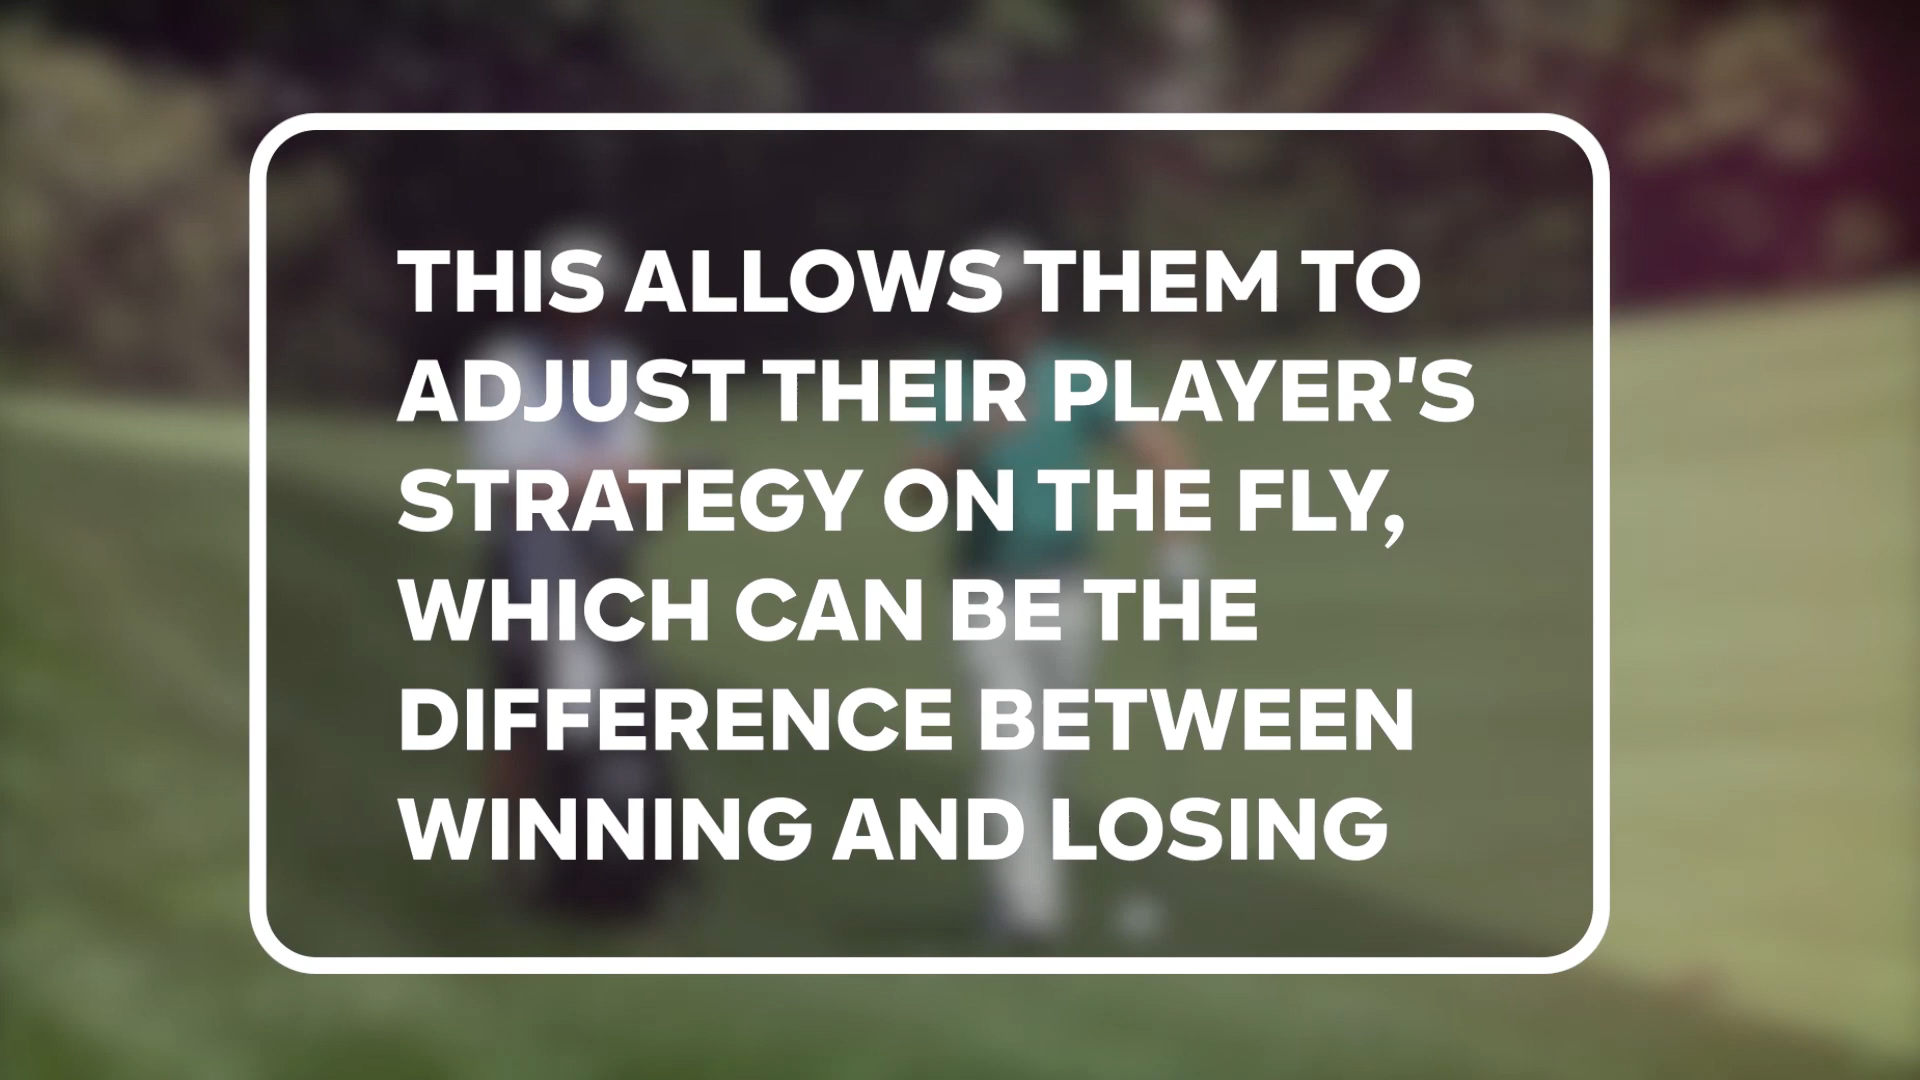 THIS ALLOWS THEM TO
ADJUST THEIR PLAYER'S
STRATEGY ON THE FLY,
WHICH CAN BE THE
DIFFERENCE BETWEEN
WINNING AND LOSING